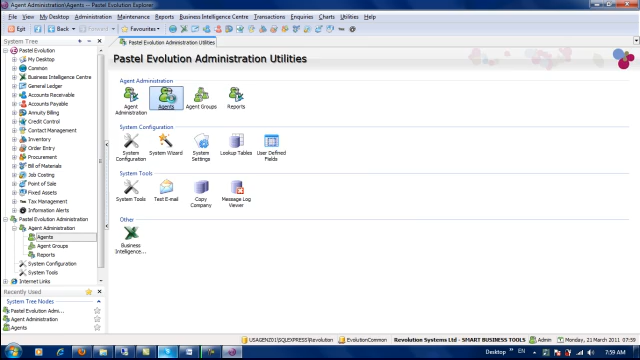 Agent Administration\Agents -- Pastel Evolution Explorer
File View My Desktop Administration Maintenance Reports Business Intelligence Centre Transactions Enquiries Charts Utilities Help
Exit Back Forward Favourites
System Tree
Pastel Evolution
My Desktop
Common
Business Intelligence Centre
General Ledger
Accounts Receivable
Accounts Payable
Annuity Billing
Credit Control
Contact Management
Inventory
Order Entry
Procurement
Bill of Materials
Job Costing
Point of Sale
Fixed Assets
Tax Management
Information Alerts
Pastel Evolution Administration
Agent Administration
Agents
Agent Groups
Reports
System Configuration
System Tools
Internet Links
Recently Used
System Tree Nodes
Pastel Evolution Adm...
Agent Administration
Agents
Pastel Evolution Administration Utilities
Pastel Evolution Administration Utilities
Agent Administration
Agent Administration
Agents
Agent Groups
Reports
System Configuration
System Configuration
System Wizard
System Settings
Lookup Tables
User Defined Fields
System Tools
System Tools
Test E-mail
Copy Company
Message Log Viewer
Other
Business Intelligence...
USAGENZ01\SQLEXPRESS\Revolution EvolutionCommon Revolution Systems Ltd - SMART BUSINESS TOOLS Admin Monday, 21 March 2011 07:59
Desktop EN 7:59 AM